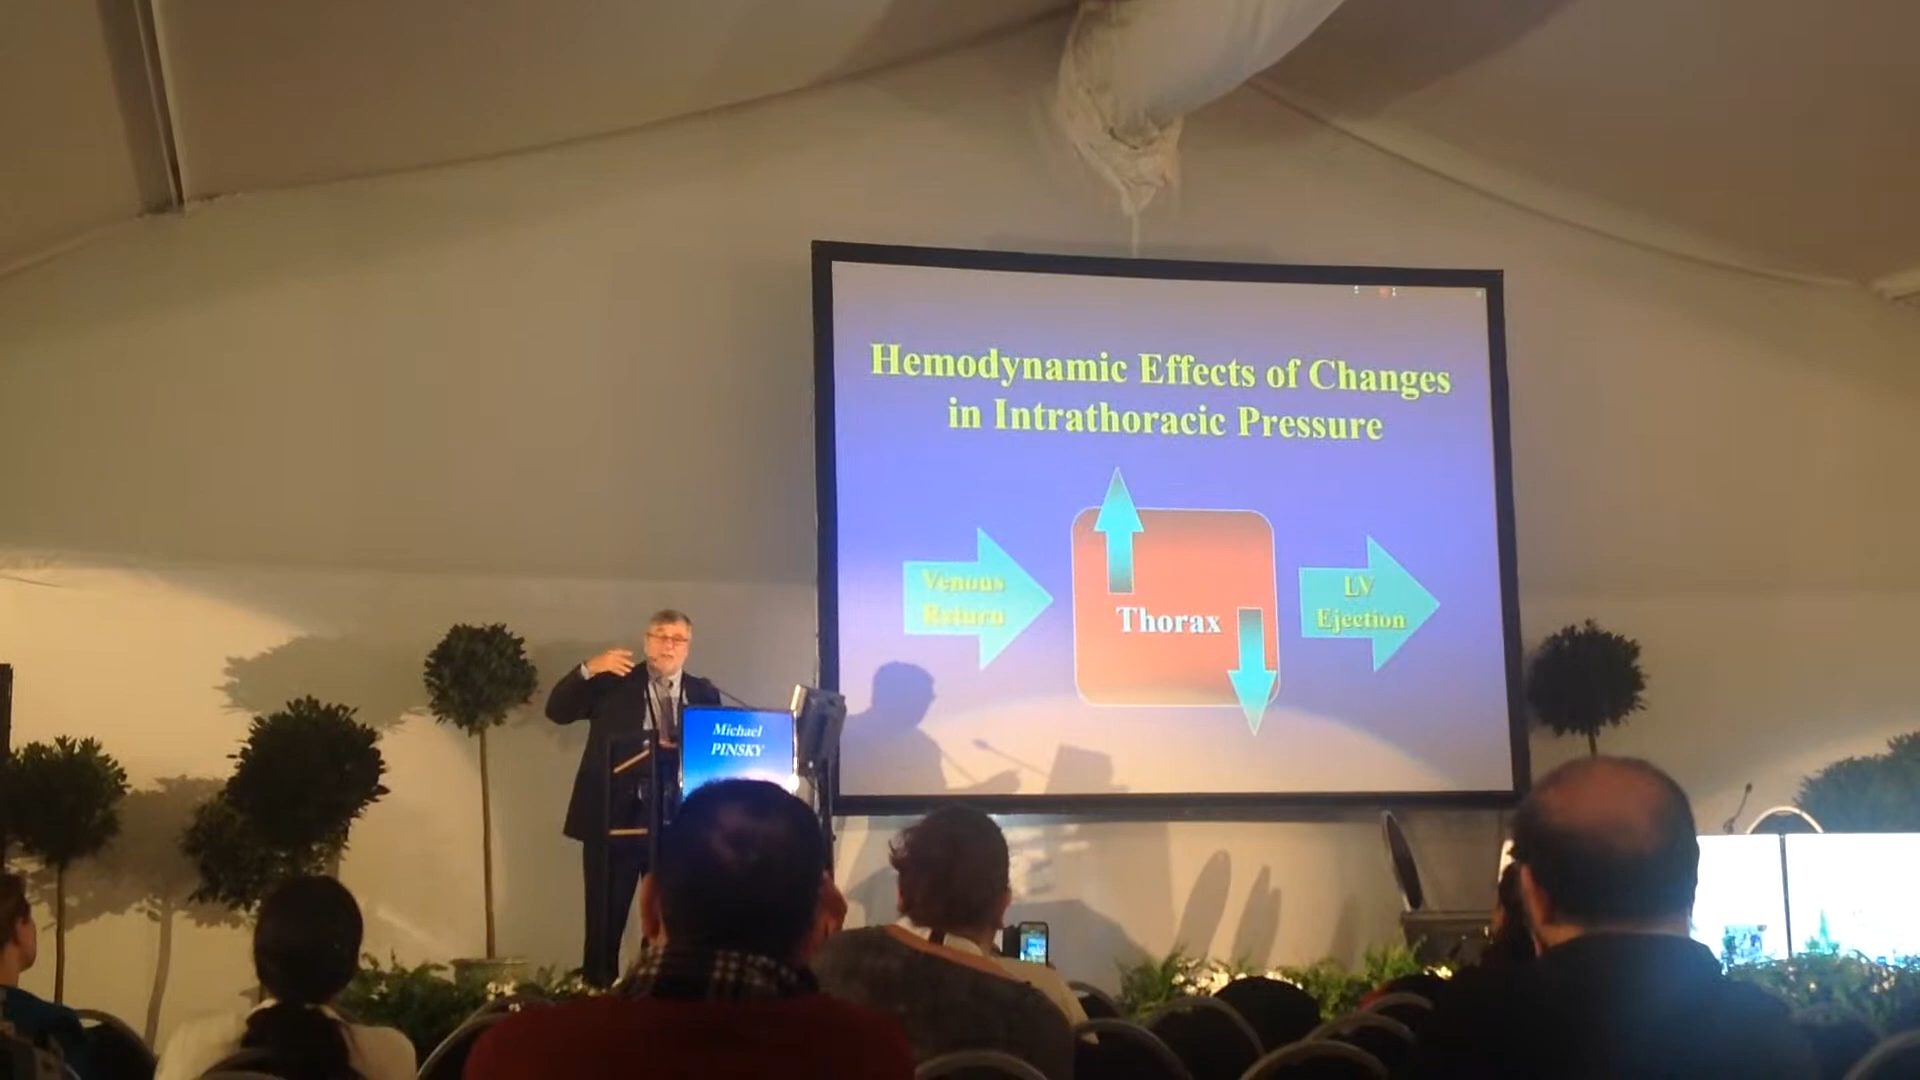 Hemodynamic Effects of Changes
in Intrathoracic Pressure
Venous
Return
Thorax
LV
Ejection
Michael
PINSKY